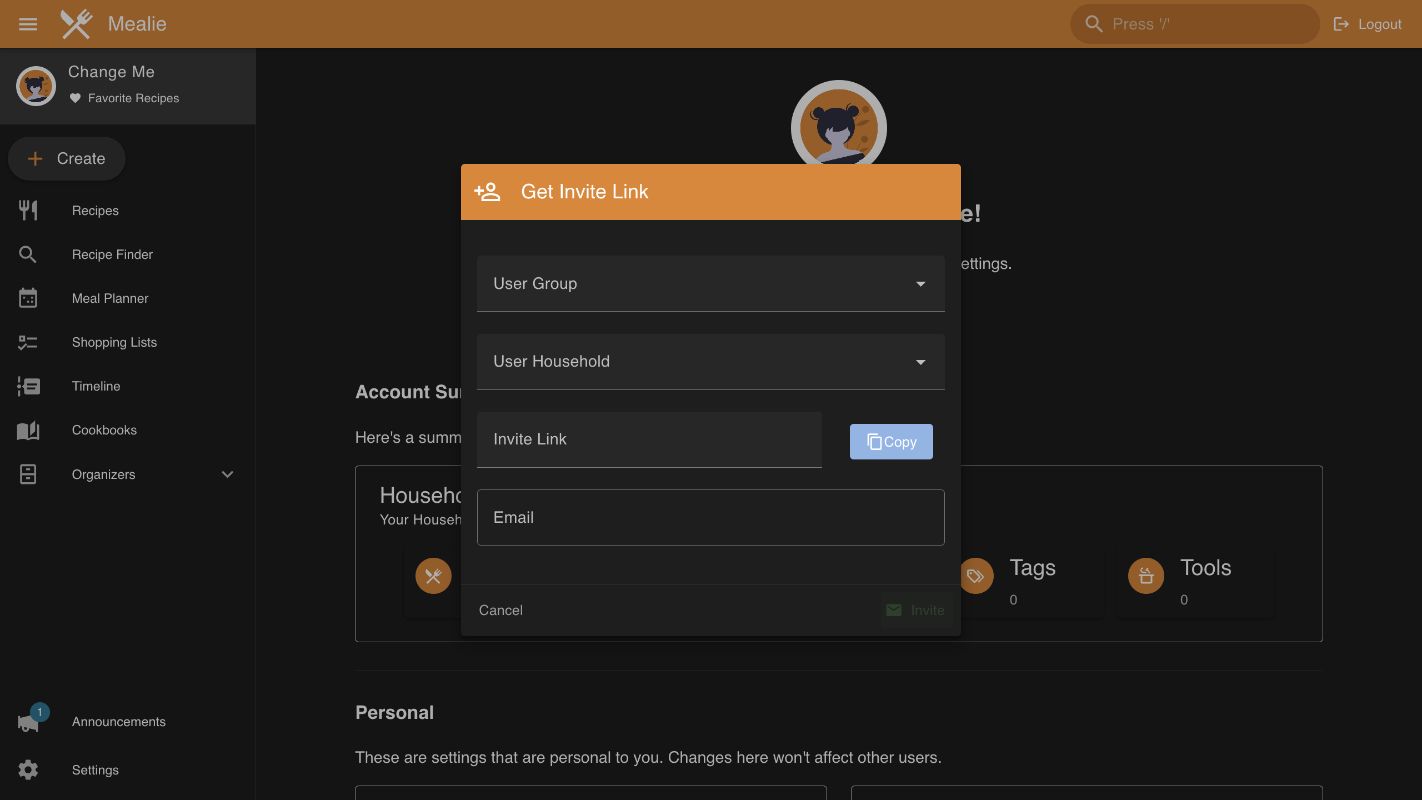 Mealie
Press '/'
Logout
Change Me
Favorite Recipes
Create
Recipes
Recipe Finder
Meal Planner
Shopping Lists
Timeline
Cookbooks
Organizers
1
Announcements
Settings
e!
ettings.
Get Invite Link
User Group
User Household
Invite Link
Copy
Email
Cancel
Invite
Account Su
Here's a summ
Househo
Your Househ
Tags
0
Tools
0
Personal
These are settings that are personal to you. Changes here won't affect other users.